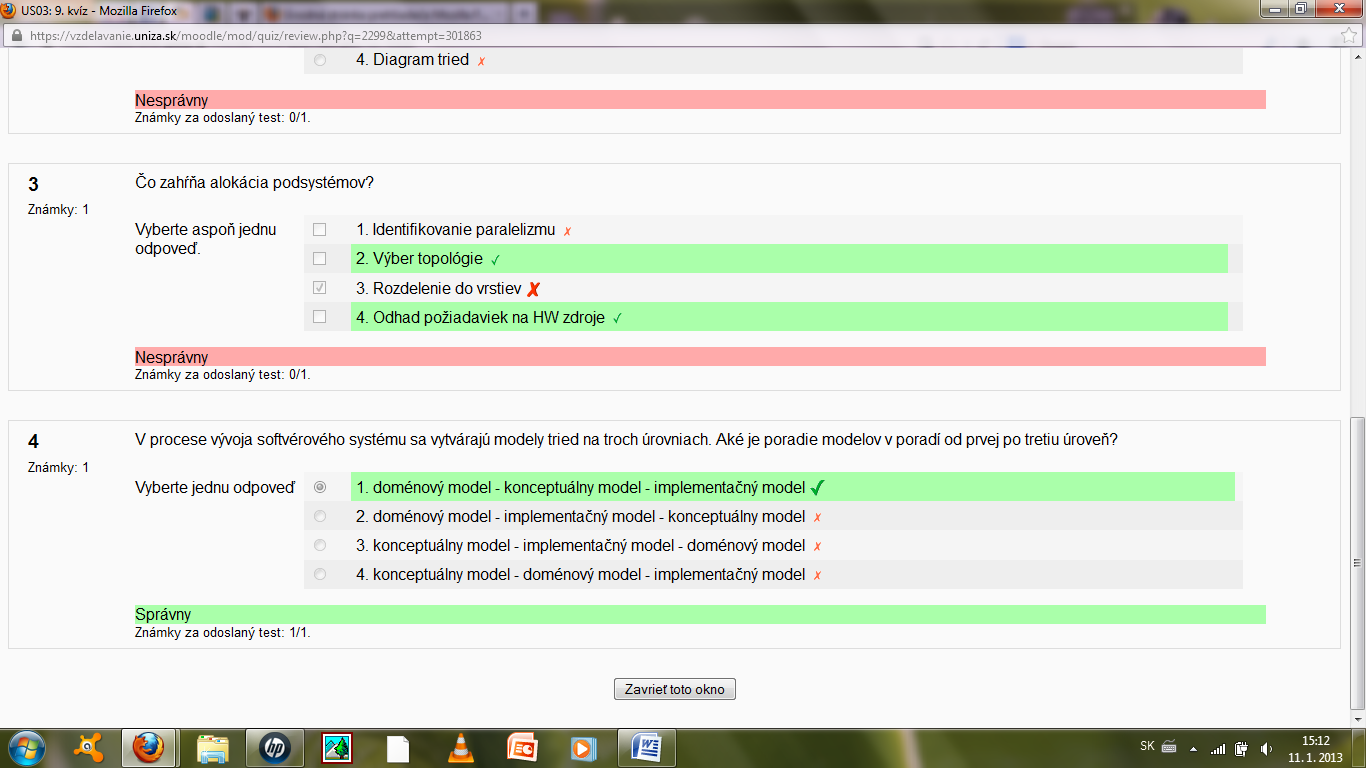 US03: 9. kvíz - Mozilla Firefox
https://vzdelavanie.uniza.sk/moodle/mod/quiz/review.php?q=2299&attempt=301863
4. Diagram tried ✗
Nesprávny
Známky za odoslaný test: 0/1.
3
Známky: 1
Čo zahŕňa alokácia podsystémov?
Vyberte aspoň jednu
odpoveď.
1. Identifikovanie paralelizmu ✗
2. Výber topológie ✓
3. Rozdelenie do vrstiev ✗
4. Odhad požiadaviek na HW zdroje ✓
Nesprávny
Známky za odoslaný test: 0/1.
4
Známky: 1
V procese vývoja softvérového systému sa vytvárajú modely tried na troch úrovniach. Aké je poradie modelov v poradí od prvej po tretiu úroveň?
Vyberte jednu odpoveď
1. doménový model - konceptuálny model - implementačný model ✓
2. doménový model - implementačný model - konceptuálny model ✗
3. konceptuálny model - implementačný model - doménový model ✗
4. konceptuálny model - doménový model - implementačný model ✗
Správny
Známky za odoslaný test: 1/1.
Zavrieť toto okno
SK
15:12
11. 1. 2013